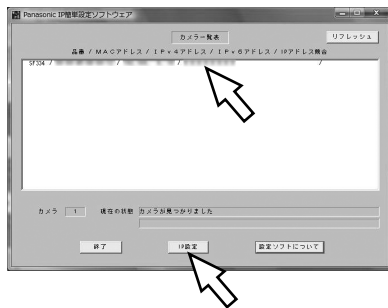 Panasonic IP簡単設定ソフトウェア
カメラ一覧表
リフレッシュ
品番 / MACアドレス / IPv4アドレス / IPv6アドレス / IPアドレス競合
SF334 / / / /
カメラ 1 現在の状態 カメラが見つかりました
終了 IP設定 設定ソフトについて